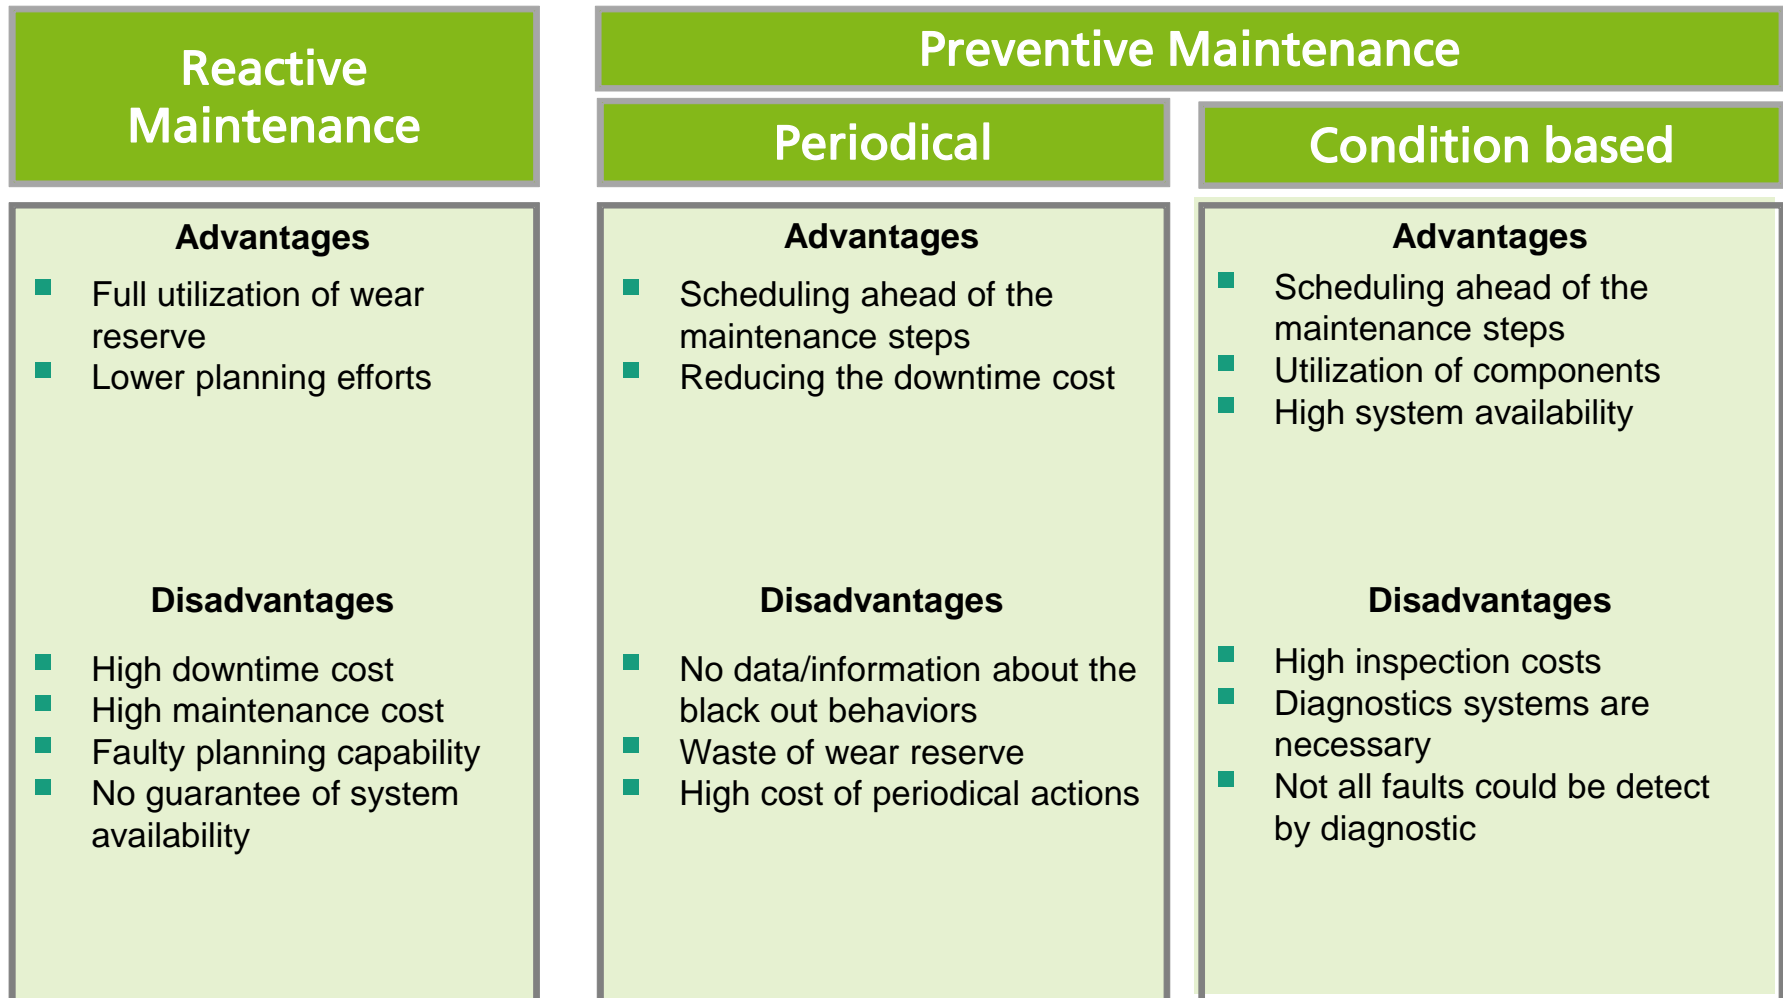 Reactive
Maintenance
Advantages
Full utilization of wear
reserve
Lower planning efforts
Disadvantages
High downtime cost
High maintenance cost
Faulty planning capability
No guarantee of system
availability
Preventive Maintenance
Periodical
Advantages
Scheduling ahead of the
maintenance steps
Reducing the downtime cost
Disadvantages
No data/information about the
black out behaviors
Waste of wear reserve
High cost of periodical actions
Condition based
Advantages
Scheduling ahead of the
maintenance steps
Utilization of components
High system availability
Disadvantages
High inspection costs
Diagnostics systems are
necessary
Not all faults could be detect
by diagnostic